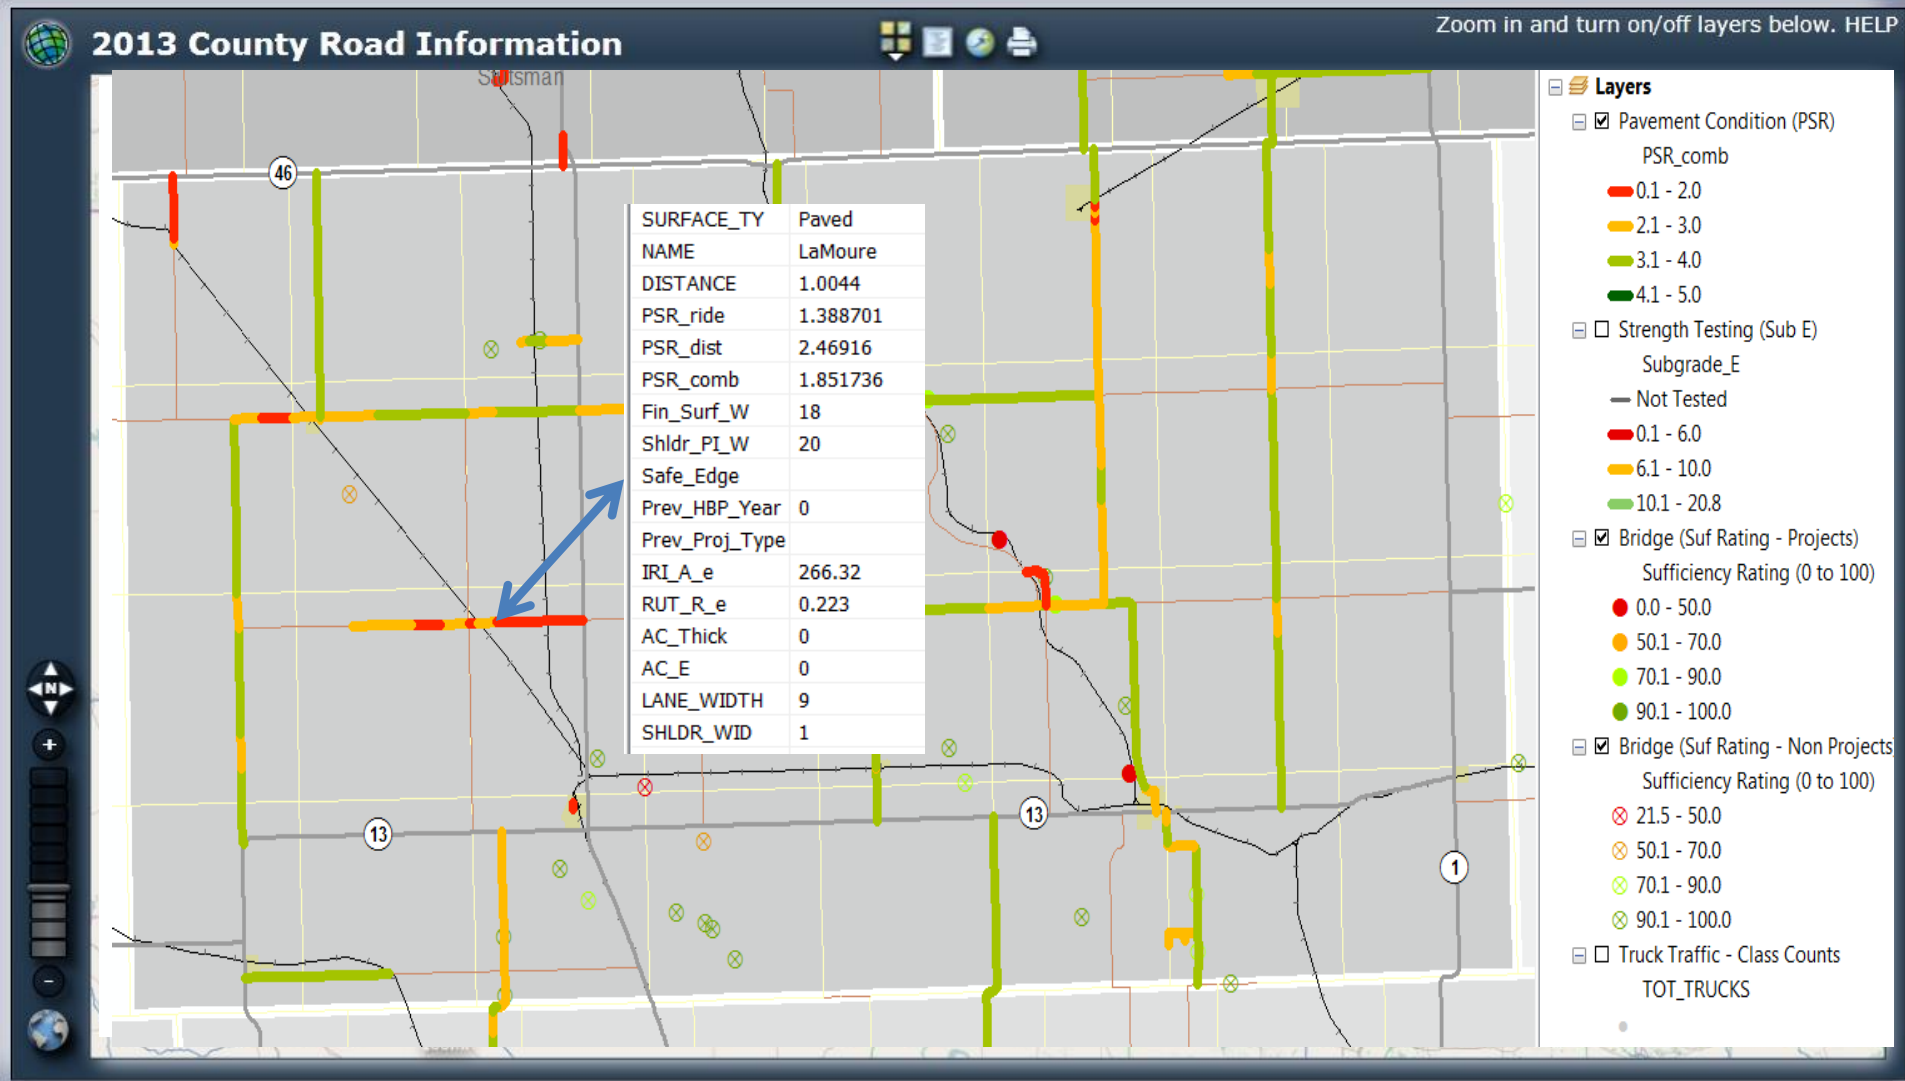 2013 County Road Information
Zoom in and turn on/off layers below. HELP
46
13
13
1
SURFACE_TY Paved
NAME LaMoure
DISTANCE 1.0044
PSR_ride 1.388701
PSR_dist 2.46916
PSR_comb 1.851736
Fin_Surf_W 18
Shldr_PI_W 20
Safe_Edge
Prev_HBP_Year 0
Prev_Proj_Type
IRI_A_e 266.32
RUT_R_e 0.223
AC_Thick 0
AC_E 0
LANE_WIDTH 9
SHLDR_WID 1
Layers
Pavement Condition (PSR)
PSR_comb
0.1 - 2.0
2.1 - 3.0
3.1 - 4.0
4.1 - 5.0
Strength Testing (Sub E)
Subgrade_E
Not Tested
0.1 - 6.0
6.1 - 10.0
10.1 - 20.8
Bridge (Suf Rating - Projects)
Sufficiency Rating (0 to 100)
0.0 - 50.0
50.1 - 70.0
70.1 - 90.0
90.1 - 100.0
Bridge (Suf Rating - Non Projects
Sufficiency Rating (0 to 100)
21.5 - 50.0
50.1 - 70.0
70.1 - 90.0
90.1 - 100.0
Truck Traffic - Class Counts
TOT_TRUCKS
N
+
-